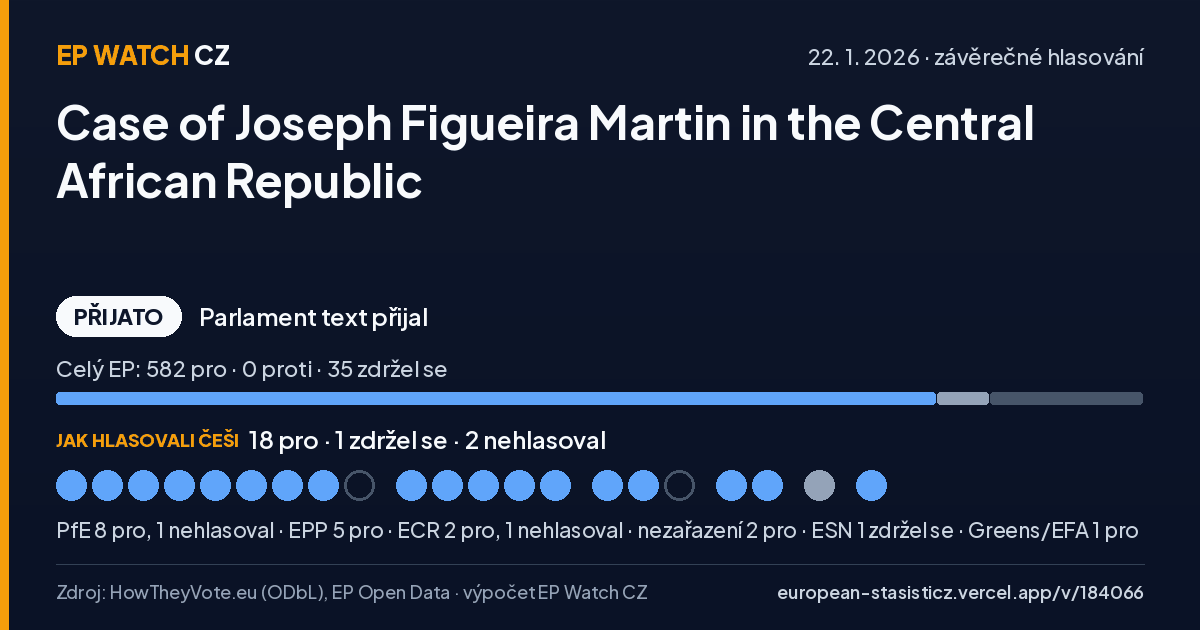 EP WATCH CZ
22. 1. 2026 · závěrečné hlasování
Case of Joseph Figueira Martin in the Central
African Republic
PŘIJATO
Parlament text přijal
Celý EP: 582 pro · 0 proti · 35 zdržel se
JAK HLASOVALI ČEŠI 18 pro · 1 zdržel se · 2 nehlasoval
PfE 8 pro, 1 nehlasoval · EPP 5 pro · ECR 2 pro, 1 nehlasoval · nezařazení 2 pro · ESN 1 zdržel se · Greens/EFA 1 pro
Zdroj: HowTheyVote.eu (ODbL), EP Open Data · výpočet EP Watch CZ
european-stasisticz.vercel.app/v/184066